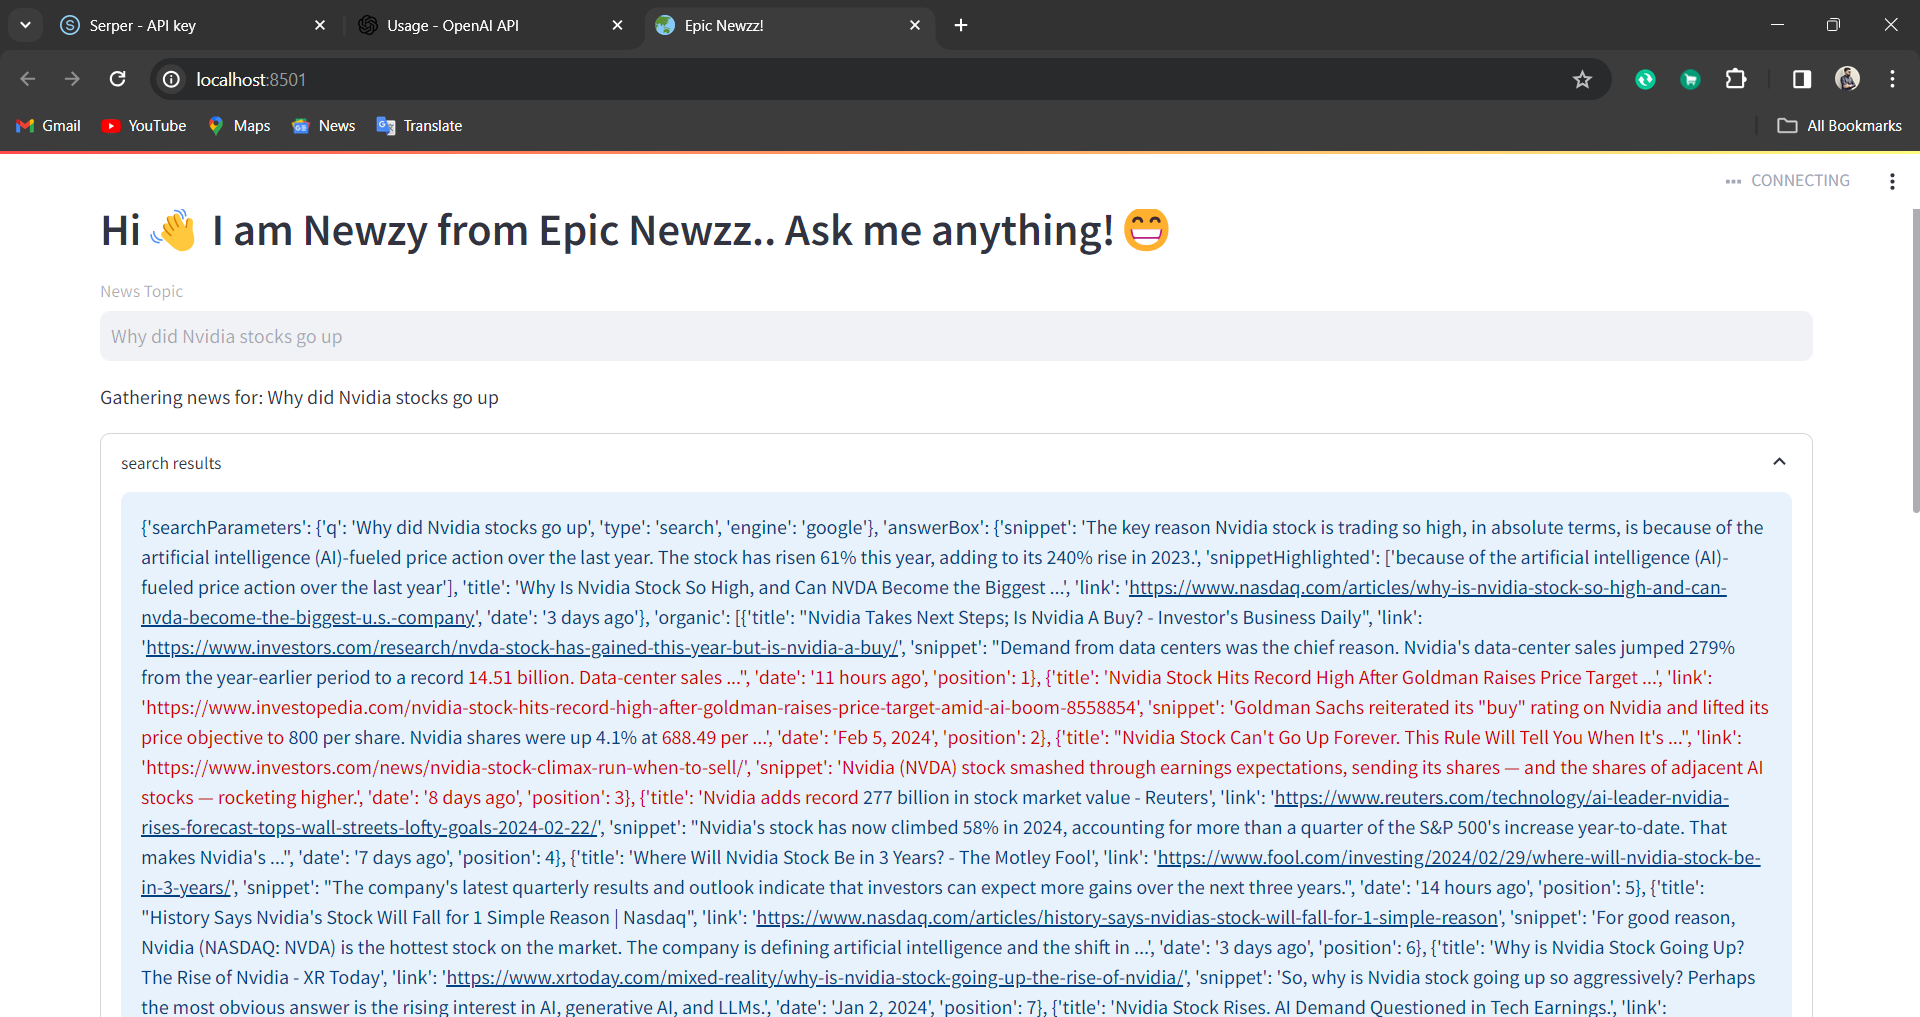 Serper - API key
Usage - OpenAI API
Epic Newzz!
localhost:8501
Gmail
YouTube
Maps
News
Translate
All Bookmarks
CONNECTING
Hi 👋 I am Newzy from Epic Newzz.. Ask me anything! 😄
News Topic
Why did Nvidia stocks go up
Gathering news for: Why did Nvidia stocks go up
search results
{'searchParameters': {'q': 'Why did Nvidia stocks go up', 'type': 'search', 'engine': 'google'}, 'answerBox': {'snippet': 'The key reason Nvidia stock is trading so high, in absolute terms, is because of the
artificial intelligence (AI)-fueled price action over the last year. The stock has risen 61% this year, adding to its 240% rise in 2023.', 'snippetHighlighted': ['because of the artificial intelligence (AI)-
fueled price action over the last year'], 'title': 'Why Is Nvidia Stock So High, and Can NVDA Become the Biggest ...', 'link': 'https://www.nasdaq.com/articles/why-is-nvidia-stock-so-high-and-can-
nvda-become-the-biggest-u.s.-company', 'date': '3 days ago'}, 'organic': [{'title': "Nvidia Takes Next Steps; Is Nvidia A Buy? - Investor's Business Daily", 'link':
'https://www.investors.com/research/nvda-stock-has-gained-this-year-but-is-nvidia-a-buy/', 'snippet': "Demand from data centers was the chief reason. Nvidia's data-center sales jumped 279%
from the year-earlier period to a record 14.51 billion. Data-center sales ...", 'date': '11 hours ago', 'position': 1}, {'title': 'Nvidia Stock Hits Record High After Goldman Raises Price Target ...', 'link':
'https://www.investopedia.com/nvidia-stock-hits-record-high-after-goldman-raises-price-target-amid-ai-boom-8558854', 'snippet': 'Goldman Sachs reiterated its "buy" rating on Nvidia and lifted its
price objective to 800 per share. Nvidia shares were up 4.1% at 688.49 per ...', 'date': 'Feb 5, 2024', 'position': 2}, {'title': "Nvidia Stock Can't Go Up Forever. This Rule Will Tell You When It's ...", 'link':
'https://www.investors.com/news/nvidia-stock-climax-run-when-to-sell/', 'snippet': 'Nvidia (NVDA) stock smashed through earnings expectations, sending its shares — and the shares of adjacent AI
stocks — rocketing higher.', 'date': '8 days ago', 'position': 3}, {'title': 'Nvidia adds record 277 billion in stock market value - Reuters', 'link': 'https://www.reuters.com/technology/ai-leader-nvidia-
rises-forecast-tops-wall-streets-lofty-goals-2024-02-22/', 'snippet': "Nvidia's stock has now climbed 58% in 2024, accounting for more than a quarter of the S&P 500's increase year-to-date. That
makes Nvidia's ...", 'date': '7 days ago', 'position': 4}, {'title': 'Where Will Nvidia Stock Be in 3 Years? - The Motley Fool', 'link': 'https://www.fool.com/investing/2024/02/29/where-will-nvidia-stock-be-
in-3-years/', 'snippet': "The company's latest quarterly results and outlook indicate that investors can expect more gains over the next three years.", 'date': '14 hours ago', 'position': 5}, {'title':
"History Says Nvidia's Stock Will Fall for 1 Simple Reason | Nasdaq", 'link': 'https://www.nasdaq.com/articles/history-says-nvidias-stock-will-fall-for-1-simple-reason', 'snippet': 'For good reason,
Nvidia (NASDAQ: NVDA) is the hottest stock on the market. The company is defining artificial intelligence and the shift in ...', 'date': '3 days ago', 'position': 6}, {'title': 'Why is Nvidia Stock Going Up?
The Rise of Nvidia - XR Today', 'link': 'https://www.xrtoday.com/mixed-reality/why-is-nvidia-stock-going-up-the-rise-of-nvidia/', 'snippet': 'So, why is Nvidia stock going up so aggressively? Perhaps
the most obvious answer is the rising interest in AI, generative AI, and LLMs.', 'date': 'Jan 2, 2024', 'position': 7}, {'title': 'Nvidia Stock Rises. AI Demand Questioned in Tech Earnings.', 'link':